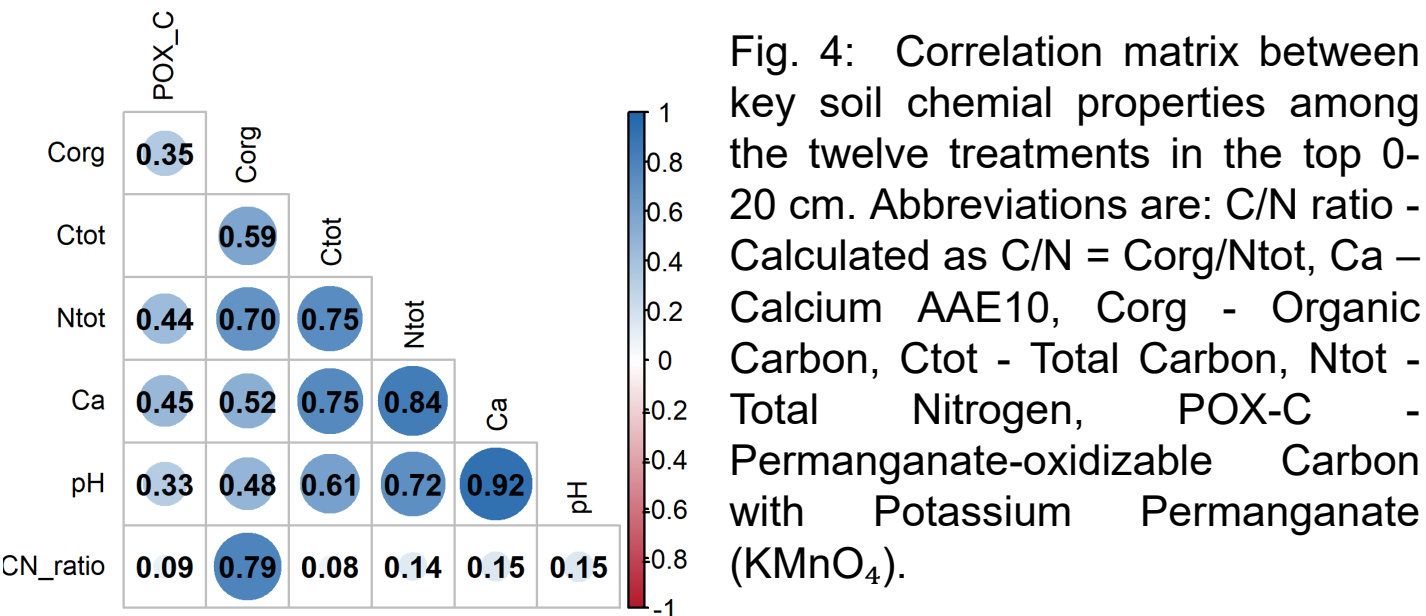 POX_C
Corg 0.35 Corg
Ctot 0.59 Ctot
Ntot 0.44 0.70 0.75 Ntot
Ca 0.45 0.52 0.75 0.84 Ca
pH 0.33 0.48 0.61 0.72 0.92 pH
CN_ratio 0.09 0.79 0.08 0.14 0.15 0.15
1
0.8
0.6
0.4
0.2
0
-0.2
-0.4
-0.6
-0.8
-1
Fig. 4: Correlation matrix between
key soil chemial properties among
the twelve treatments in the top 0-
20 cm. Abbreviations are: C/N ratio -
Calculated as C/N = Corg/Ntot, Ca –
Calcium AAE10, Corg - Organic
Carbon, Ctot - Total Carbon, Ntot -
Total Nitrogen, POX-C -
Permanganate-oxidizable Carbon
with Potassium Permanganate
(KMnO₄).